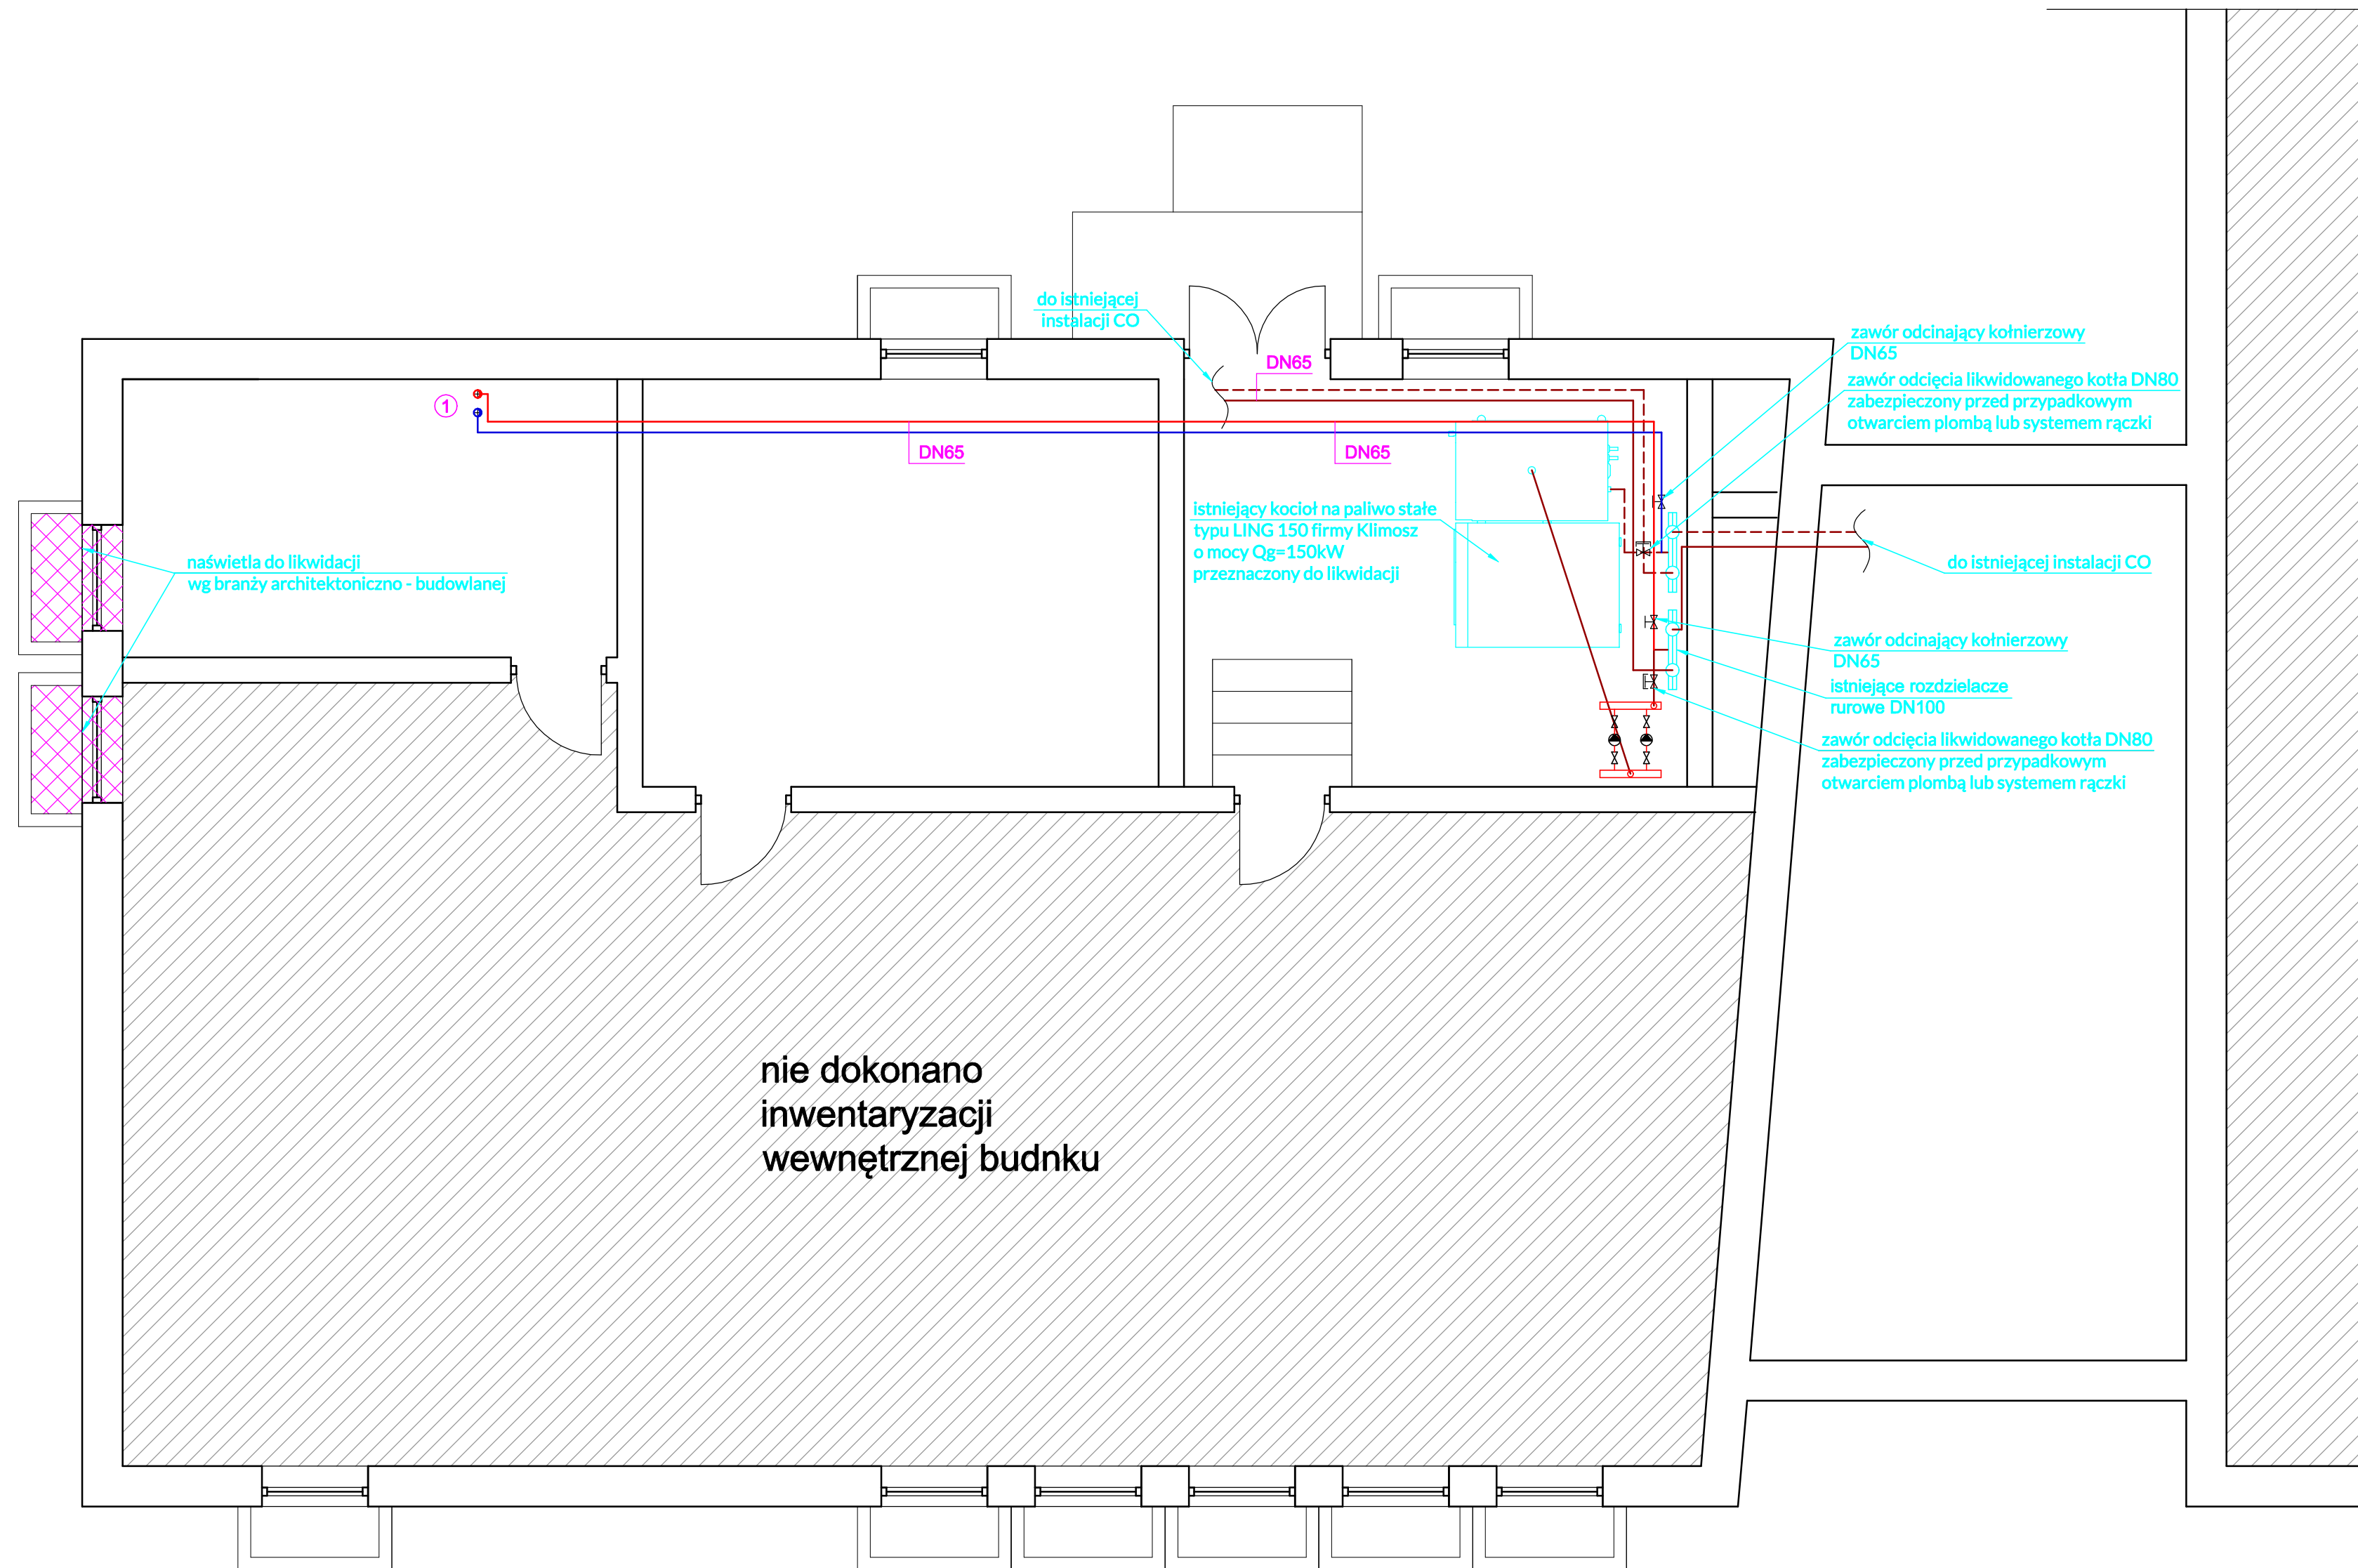 do istniejącej
instalacji CO
DN65
zawór odcinający kołnierzowy
DN65
zawór odcięcia likwidowanego kotła DN80
zabezpieczony przed przypadkowym
otwarciem plombą lub systemem rączki
1
DN65
DN65
istniejący kocioł na paliwo stałe
typu LING 150 firmy Klimosz
o mocy Qg=150kW
przeznaczony do likwidacji
naświetla do likwidacji
wg branży architektoniczno - budowlanej
do istniejącej instalacji CO
zawór odcinający kołnierzowy
DN65
istniejące rozdzielacze
rurowe DN100
zawór odcięcia likwidowanego kotła DN80
zabezpieczony przed przypadkowym
otwarciem plombą lub systemem rączki
nie dokonano
inwentaryzacji
wewnętrznej budnku